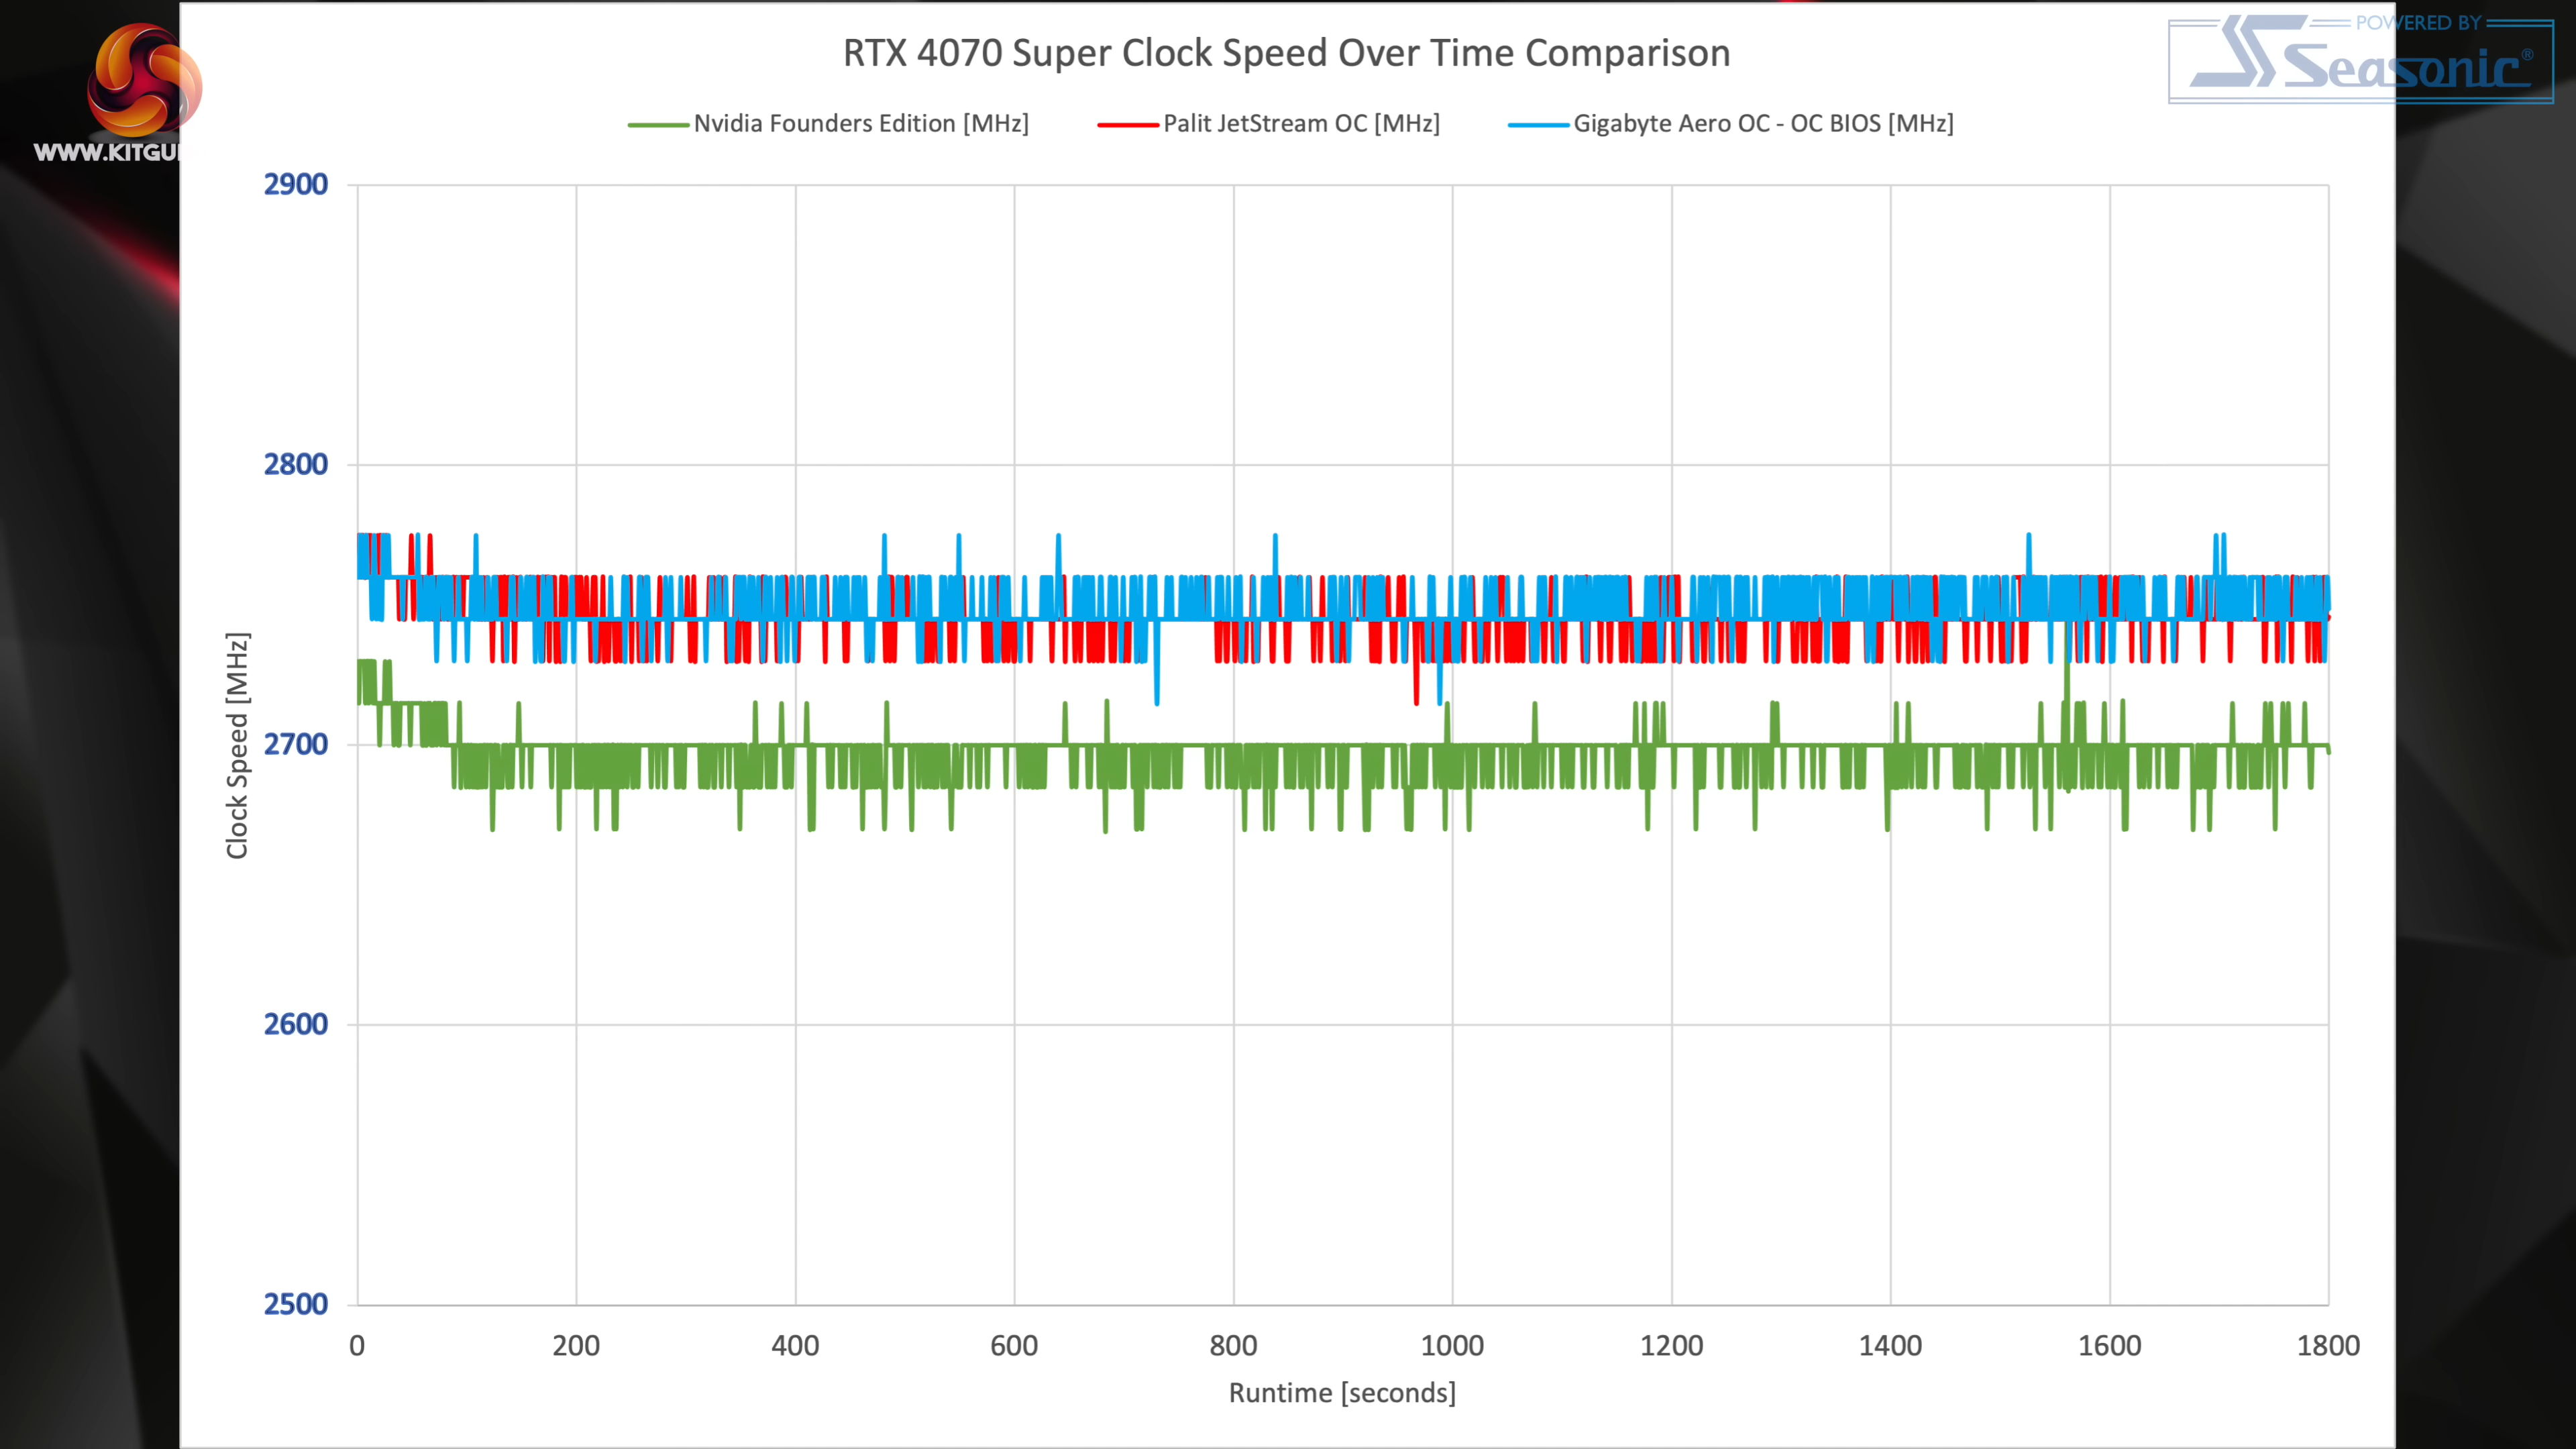 RTX 4070 Super Clock Speed Over Time Comparison
POWERED BY
Seasonic®
WWW.KITGU
Nvidia Founders Edition [MHz]
Palit JetStream OC [MHz]
Gigabyte Aero OC - OC BIOS [MHz]
2900
2800
2700
2600
2500
Clock Speed [MHz]
0 200 400 600 800 1000 1200 1400 1600 1800
Runtime [seconds]